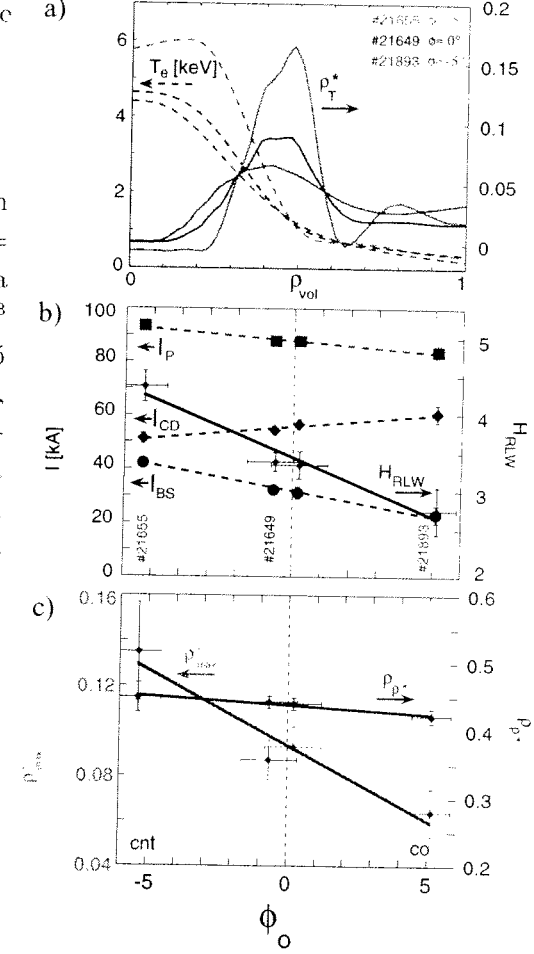 a)
0.2
#21649 ϕ= 0°
#21893
6
T_e [keV]
0.15
ρ*_T
4
0.1
2
0.05
0
0
0
ρ_vol
1
b)
100
I_P
5
80
60
I_CD
4
I [kA]
H_RLW
40
I_BS
H_RLW
3
20
#21655
#21649
#21893
0
2
c)
0.16
0.6
0.5
ρ_ρ*
0.12
0.4
ρ_ρ*
0.08
0.3
cnt
co
0.04
0.2
-5
0
5
ϕ_o